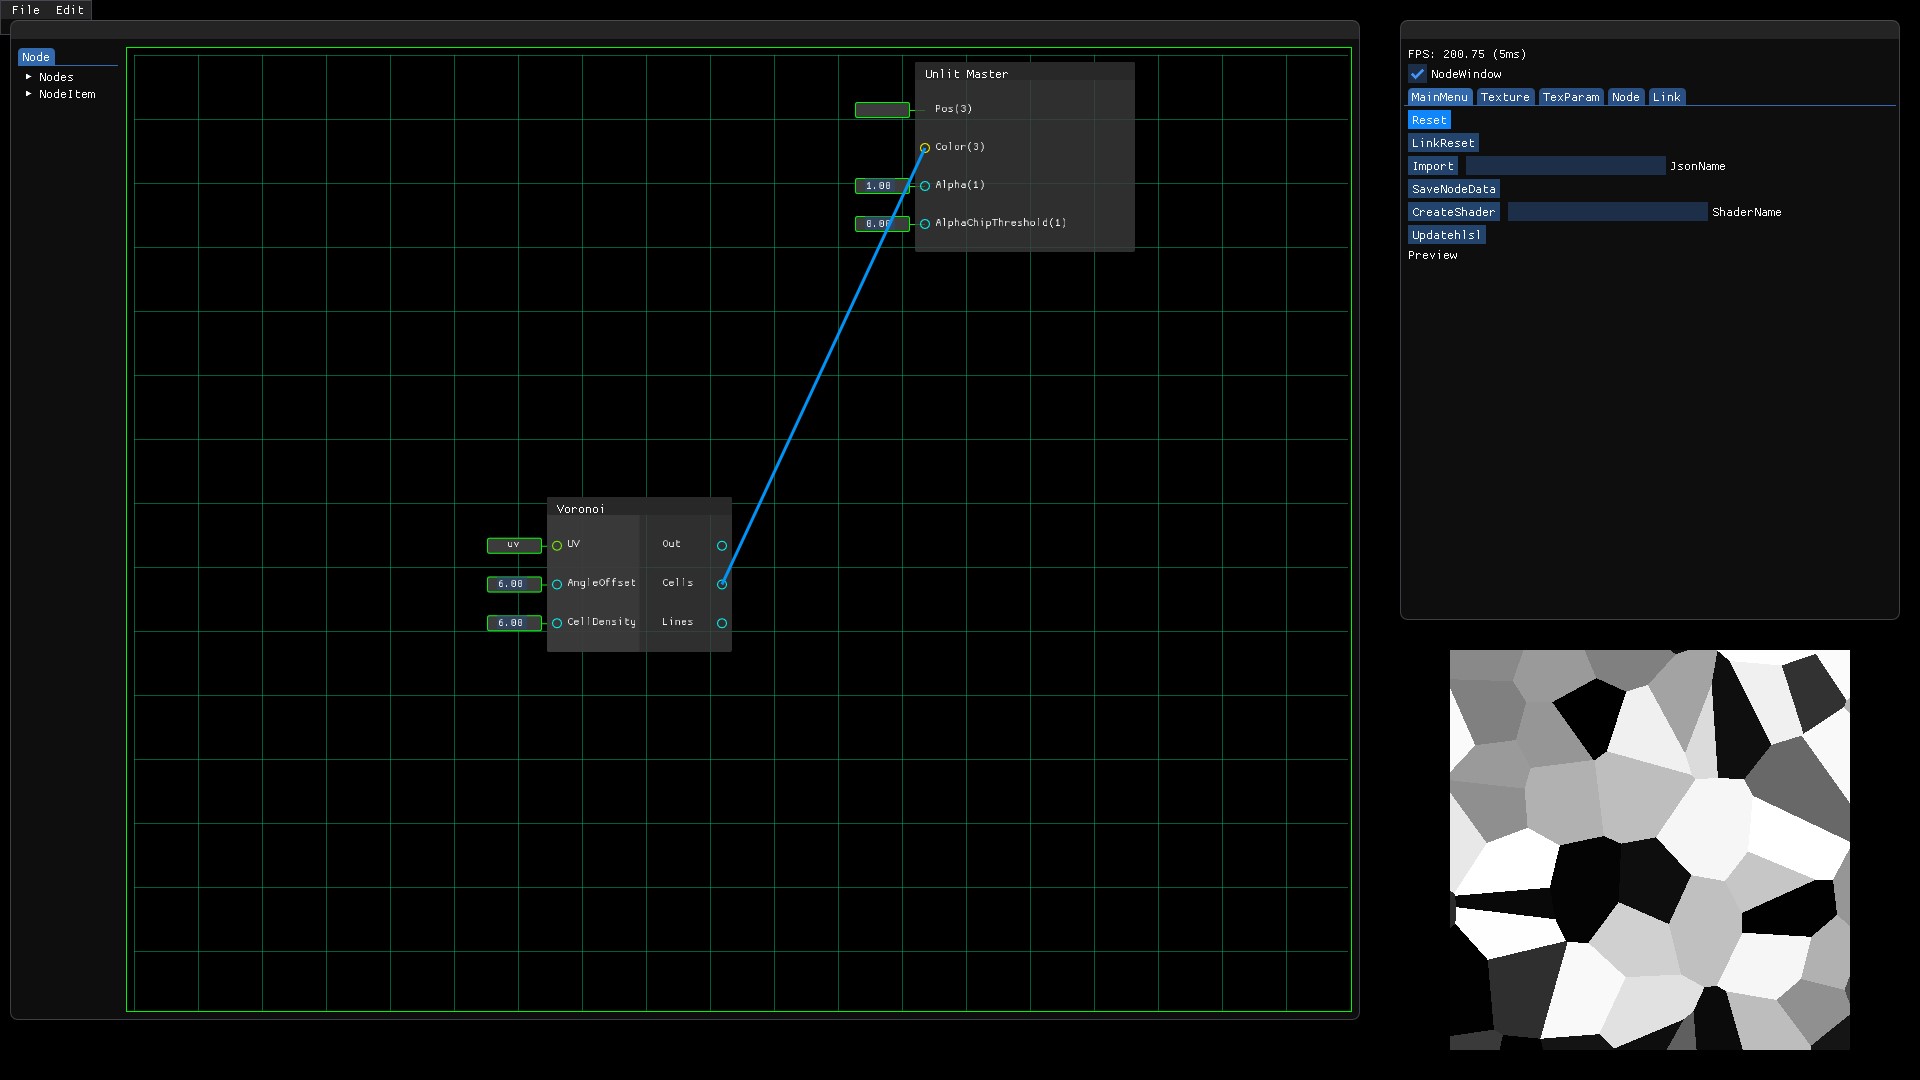 File Edit
Node
Nodes
NodeItem
Unlit Master
Pos(3)
Color(3)
1.00 Alpha(1)
0.00 AlphaChipThreshold(1)
Voronoi
uv UV Out
6.00 AngleOffset Cells
6.00 CellDensity Lines
FPS: 200.75 (5ms)
NodeWindow
MainMenu Texture TexParam Node Link
Reset
LinkReset
Import JsonName
SaveNodeData
CreateShader ShaderName
Updatehlsl
Preview